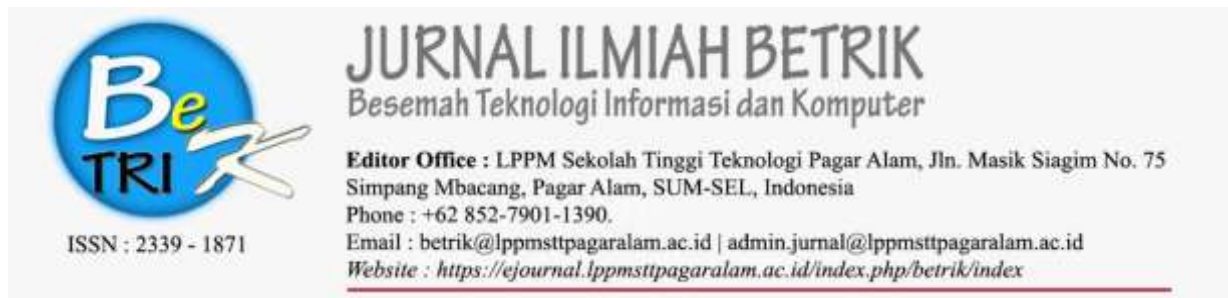 Be
TRI K
ISSN : 2339 - 1871
JURNAL ILMIAH BETRIK
Besemah Teknologi Informasi dan Komputer
Editor Office : LPPM Sekolah Tinggi Teknologi Pagar Alam, Jln. Masik Siagim No. 75
Simpang Mbacang, Pagar Alam, SUM-SEL, Indonesia
Phone : +62 852-7901-1390.
Email : betrik@lppmsttpagaralam.ac.id | admin.jurnal@lppmsttpagaralam.ac.id
Website : https://ejournal.lppmsttpagaralam.ac.id/index.php/betrik/index